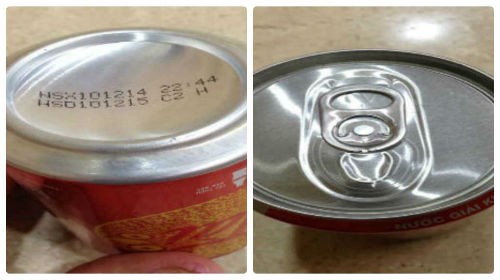 NSX101214 22:44
HSD101215 C2 H
NƯỚC GIẢI K